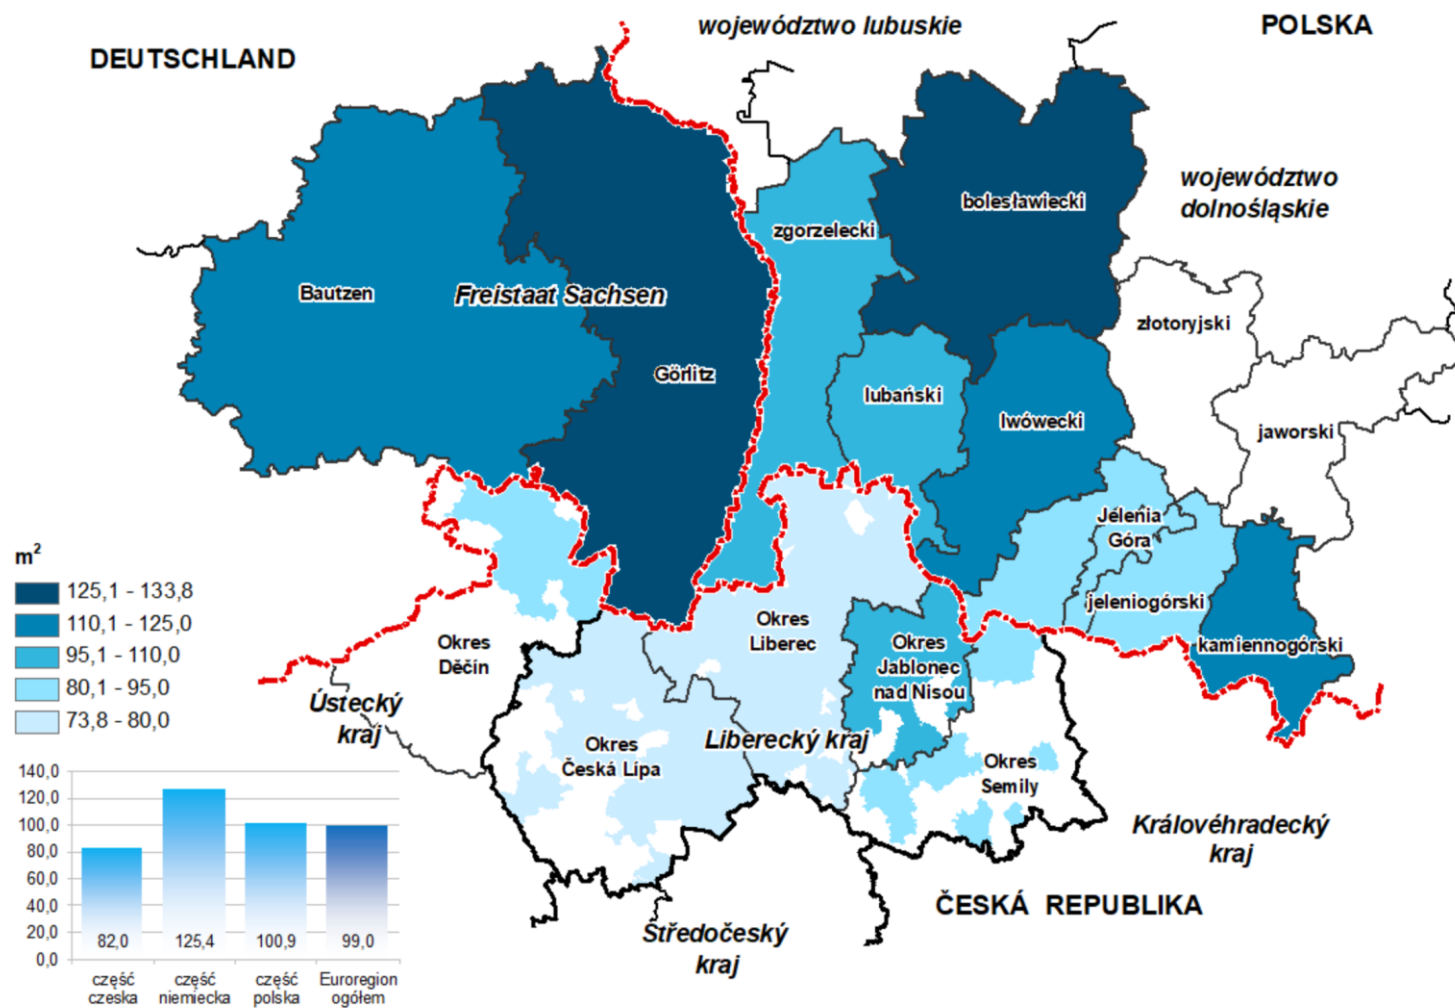 województwo lubuskie
POLSKA
DEUTSCHLAND
województwo
dolnośląskie
bolesławiecki
zgorzelecki
Bautzen
Freistaat Sachsen
złotoryjski
Görlitz
lubański
lwówecki
jaworski
Jelenia
Góra
jeleniogórski
kamiennogórski
m²
125,1 - 133,8
110,1 - 125,0
95,1 - 110,0
80,1 - 95,0
73,8 - 80,0
Okres
Děčín
Ústecký
kraj
Okres
Liberec
Okres
Jablonec
nad Nisou
Liberecký kraj
Okres
Česká Lípa
Okres
Semily
Královéhradecký
kraj
ČESKÁ REPUBLIKA
Středočeský
kraj
140,0
120,0
100,0
80,0
60,0
40,0
20,0
0,0
82,0
125,4
100,9
99,0
część
czeska
część
niemiecka
część
polska
Euroregion
ogółem